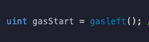 uint gasStart = gasleft(); /